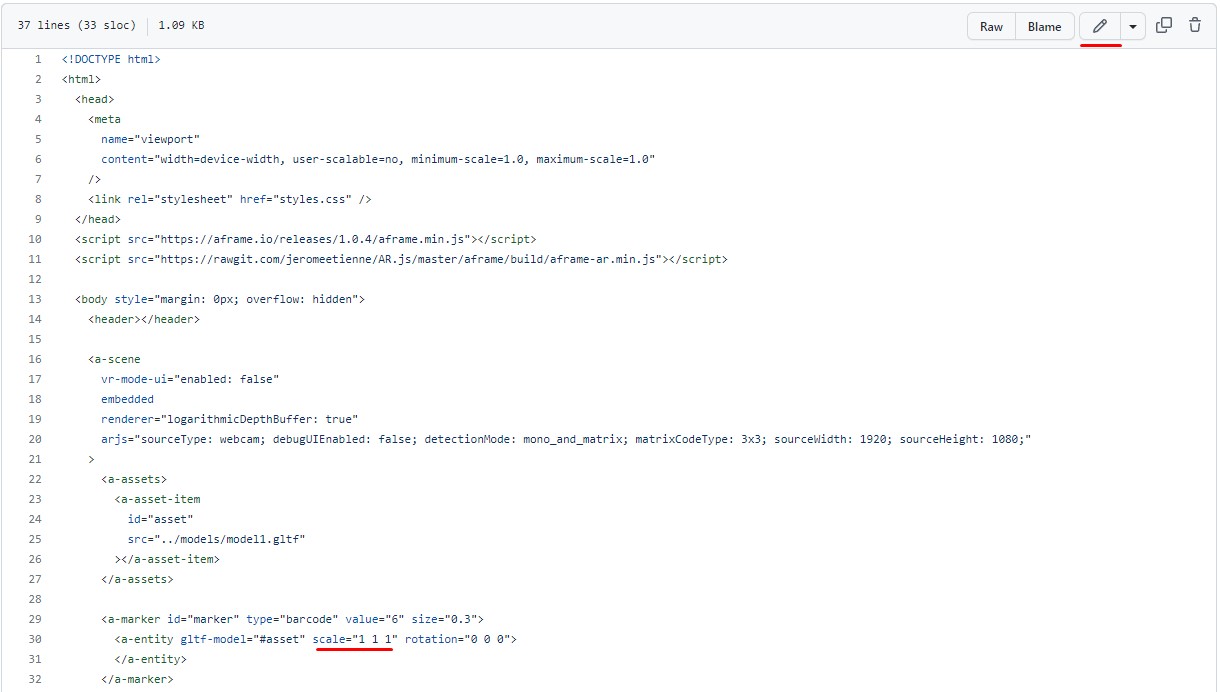 37 lines (33 sloc) 1.09 KB Raw Blame
1 <!DOCTYPE html>
2 <html>
3 <head>
4 <meta
5 name="viewport"
6 content="width=device-width, user-scalable=no, minimum-scale=1.0, maximum-scale=1.0"
7 />
8 <link rel="stylesheet" href="styles.css" />
9 </head>
10 <script src="https://aframe.io/releases/1.0.4/aframe.min.js"></script>
11 <script src="https://rawgit.com/jeromeetienne/AR.js/master/aframe/build/aframe-ar.min.js"></script>
12
13 <body style="margin: 0px; overflow: hidden">
14 <header></header>
15
16 <a-scene
17 vr-mode-ui="enabled: false"
18 embedded
19 renderer="logarithmicDepthBuffer: true"
20 arjs="sourceType: webcam; debugUIEnabled: false; detectionMode: mono_and_matrix; matrixCodeType: 3x3; sourceWidth: 1920; sourceHeight: 1080;"
21 >
22 <a-assets>
23 <a-asset-item
24 id="asset"
25 src="../models/model1.gltf"
26 ></a-asset-item>
27 </a-assets>
28
29 <a-marker id="marker" type="barcode" value="6" size="0.3">
30 <a-entity gltf-model="#asset" scale="1 1 1" rotation="0 0 0">
31 </a-entity>
32 </a-marker>